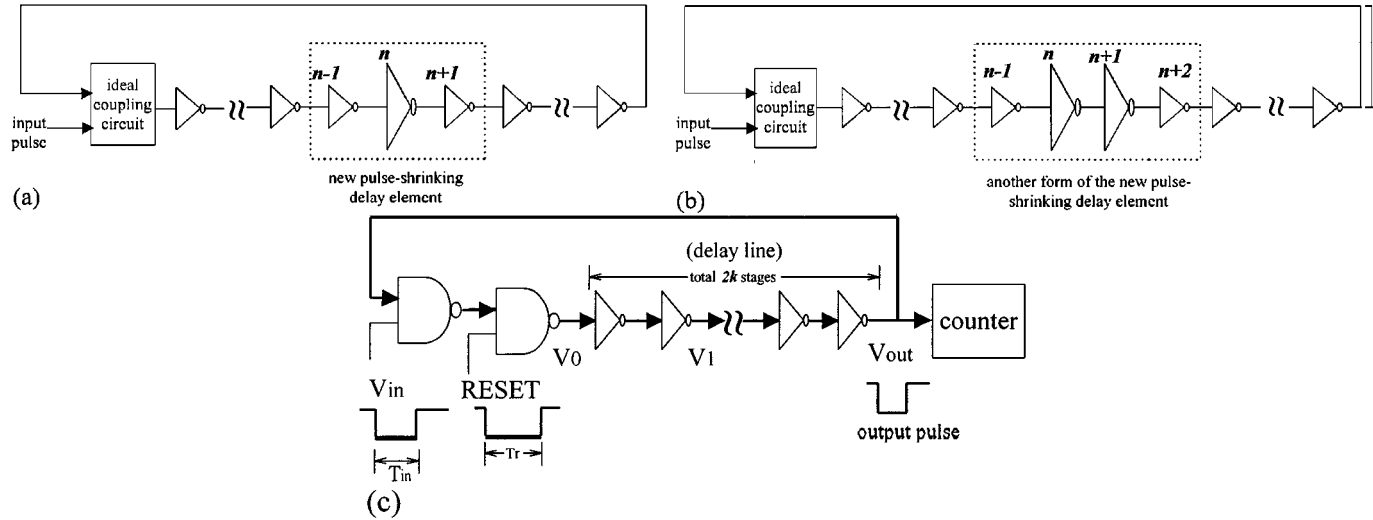 n-1
n
n+1
ideal
coupling
circuit
input
pulse
new pulse-shrinking
delay element
(a)
n-1
n
n+1
n+2
ideal
coupling
circuit
input
pulse
another form of the new pulse-
shrinking delay element
(b)
(delay line)
total 2k stages
counter
V0
V1
Vout
Vin
RESET
output pulse
Tin
Tr
(c)